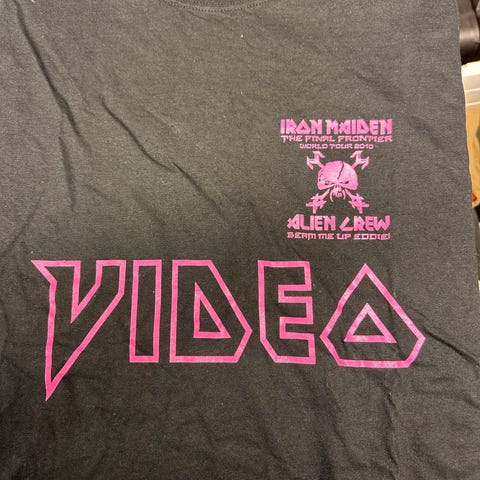 IRON MAIDEN
THE FINAL FRONTIER
WORLD TOUR 2010
ALIEN CREW
BEAM ME UP EDDIE!
VIDEO